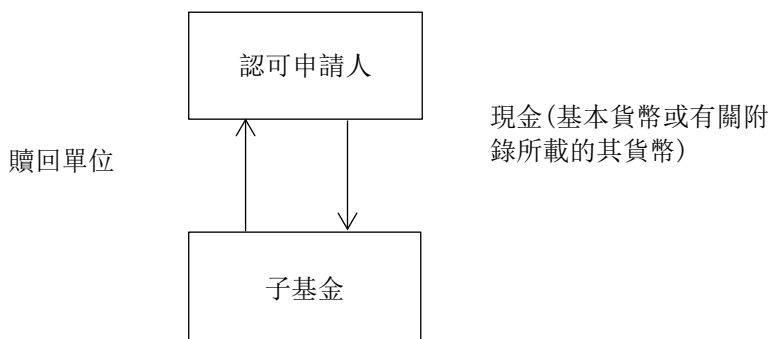 認可申請人
現金(基本貨幣或有關附
錄所載的其貨幣)
贖回單位
子基金